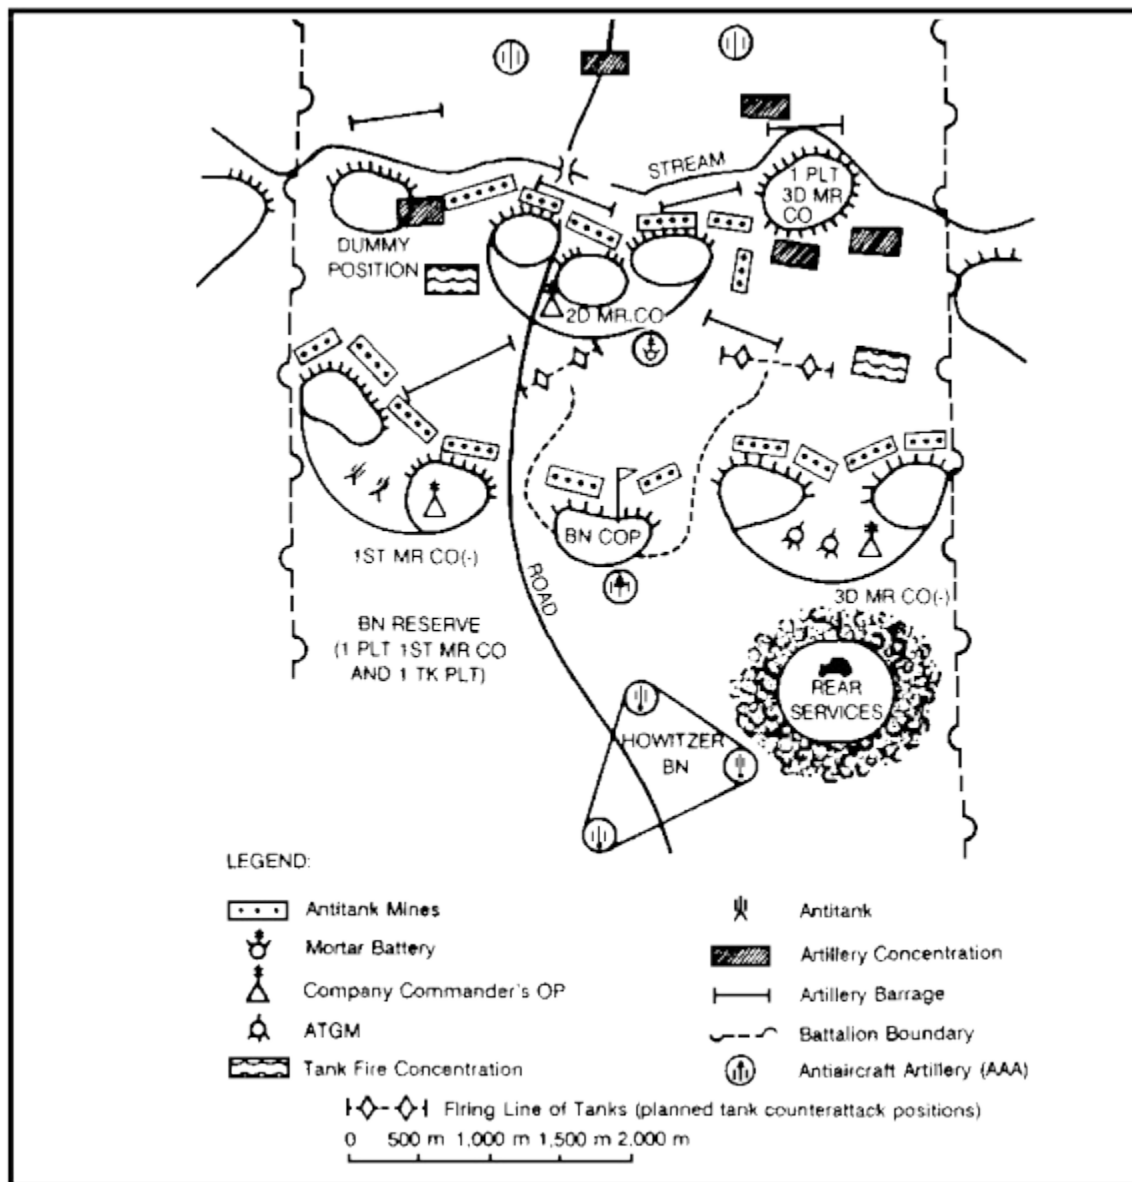 STREAM
1 PLT
3D MR
CO
DUMMY
POSITION
2D MR CO
BN COP
1ST MR CO(-)
ROAD
3D MR CO(-)
BN RESERVE
(1 PLT 1ST MR CO
AND 1 TK PLT)
REAR
SERVICES
HOWITZER
BN
LEGEND:
Antitank Mines
Mortar Battery
Company Commander's OP
ATGM
Tank Fire Concentration
Antitank
Artillery Concentration
Artillery Barrage
Battalion Boundary
Antiaircraft Artillery (AAA)
Firing Line of Tanks (planned tank counterattack positions)
0 500 m 1,000 m 1,500 m 2,000 m